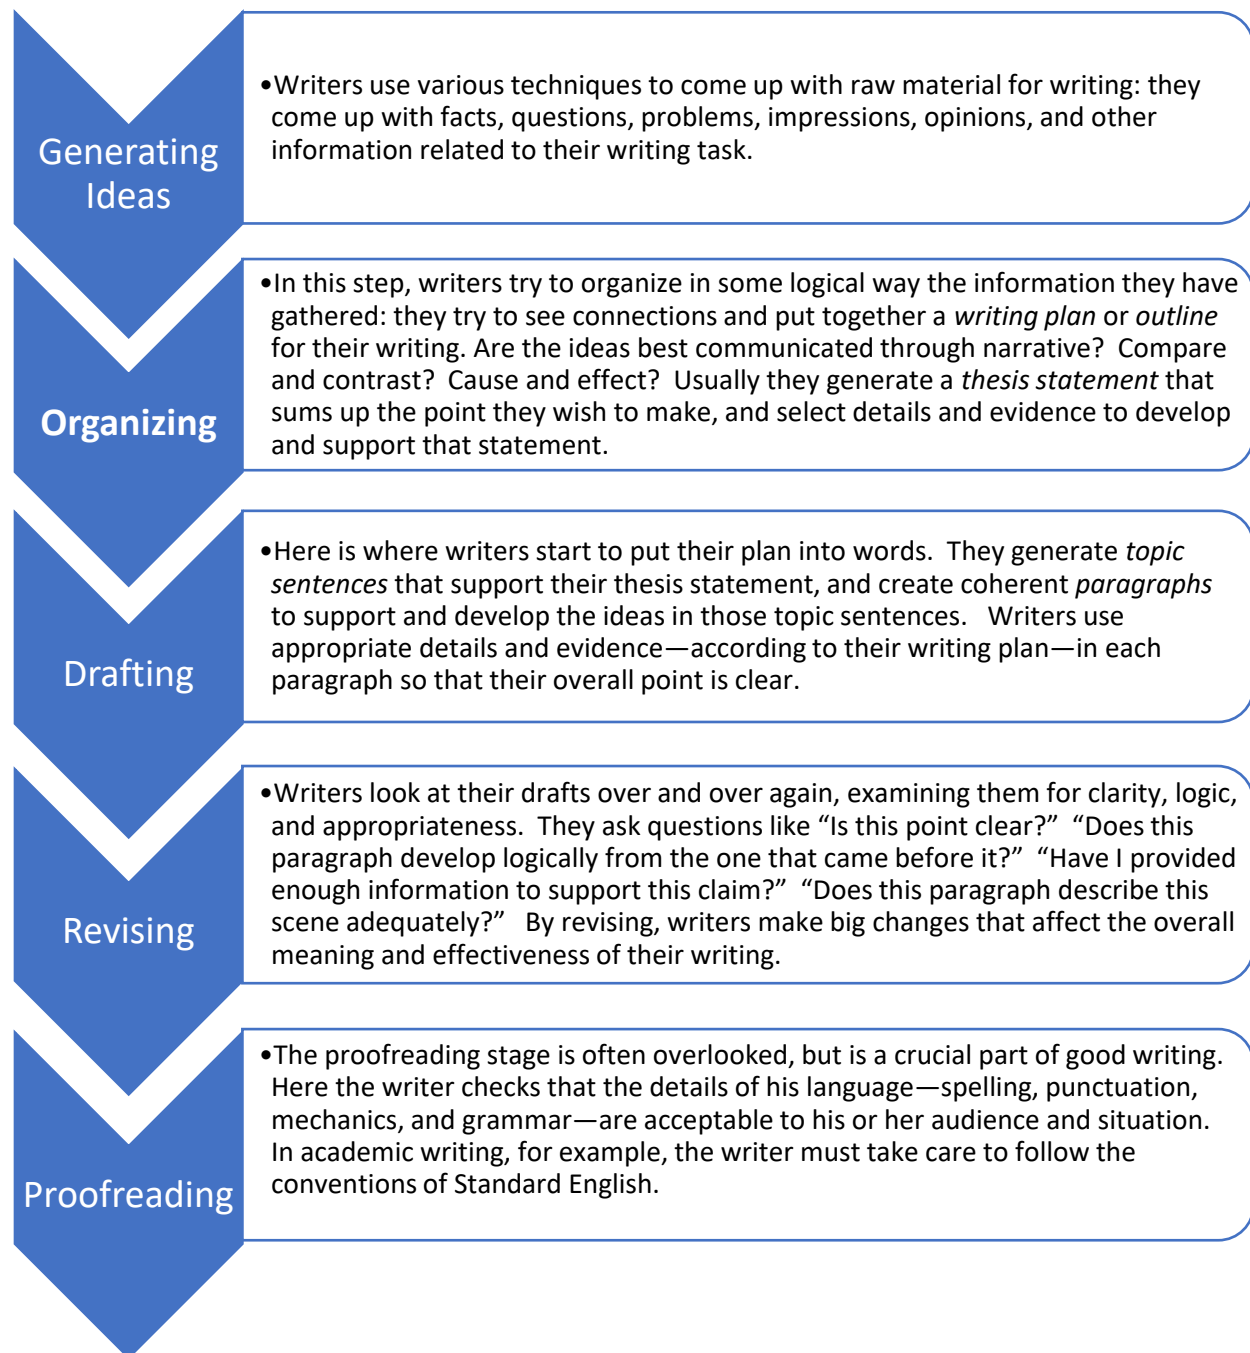 Generating
Ideas
•Writers use various techniques to come up with raw material for writing: they
come up with facts, questions, problems, impressions, opinions, and other
information related to their writing task.
Organizing
•In this step, writers try to organize in some logical way the information they have
gathered: they try to see connections and put together a writing plan or outline
for their writing. Are the ideas best communicated through narrative?  Compare
and contrast?  Cause and effect?  Usually they generate a thesis statement that
sums up the point they wish to make, and select details and evidence to develop
and support that statement.
Drafting
•Here is where writers start to put their plan into words.  They generate topic
sentences that support their thesis statement, and create coherent paragraphs
to support and develop the ideas in those topic sentences.   Writers use
appropriate details and evidence—according to their writing plan—in each
paragraph so that their overall point is clear.
Revising
•Writers look at their drafts over and over again, examining them for clarity, logic,
and appropriateness.  They ask questions like “Is this point clear?”  “Does this
paragraph develop logically from the one that came before it?”  “Have I provided
enough information to support this claim?”  “Does this paragraph describe this
scene adequately?”   By revising, writers make big changes that affect the overall
meaning and effectiveness of their writing.
Proofreading
•The proofreading stage is often overlooked, but is a crucial part of good writing.
Here the writer checks that the details of his language—spelling, punctuation,
mechanics, and grammar—are acceptable to his or her audience and situation.
In academic writing, for example, the writer must take care to follow the
conventions of Standard English.